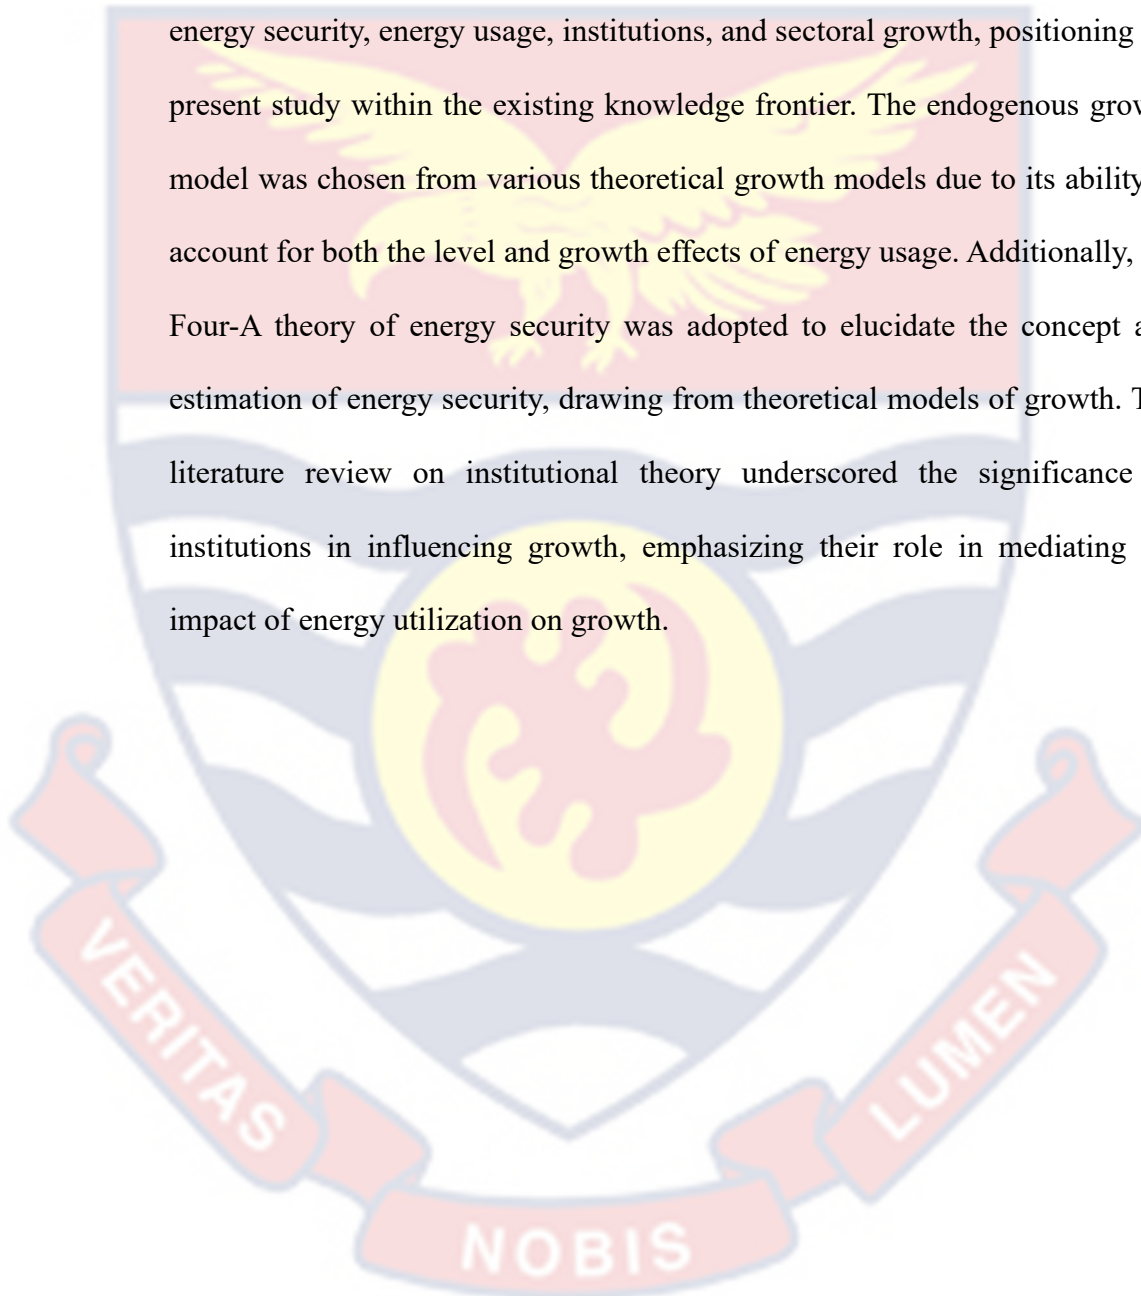 energy security, energy usage, institutions, and sectoral growth, positioning
present study within the existing knowledge frontier. The endogenous
model was chosen from various theoretical growth models due to its ability
account for both the level and growth effects of energy usage. Additionally,
Four-A theory of energy security was adopted to elucidate the concept
estimation of energy security, drawing from theoretical models of growth.
literature review on institutional theory underscored the significance
institutions in influencing growth, emphasizing their role in mediating
impact of energy utilization on growth.
VERITAS
NOBIS
LUMEN